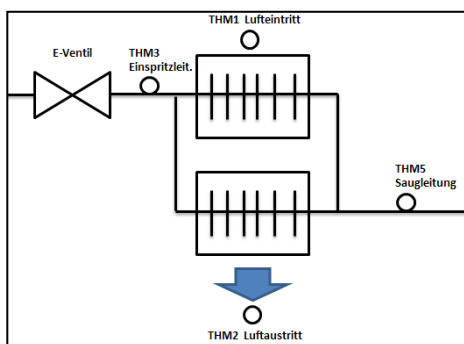 THM1 Lufteintritt
E-Ventil
THM3
Einspritzleit.
THM5
Saugleitung
THM2 Luftaustritt